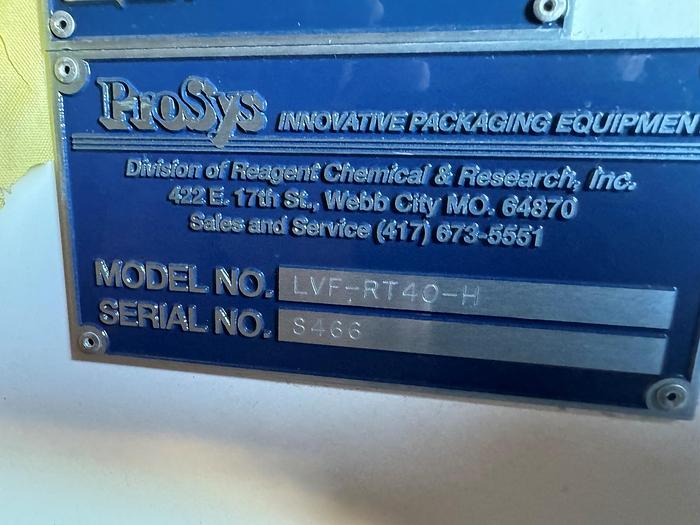 ProSys
INNOVATIVE PACKAGING EQUIPMEN
Division of Reagent Chemical & Research, Inc.
422 E. 17th St., Webb City MO. 64870
Sales and Service (417) 673-5551
MODEL NO. LVF-RT40-H
SERIAL NO. S466